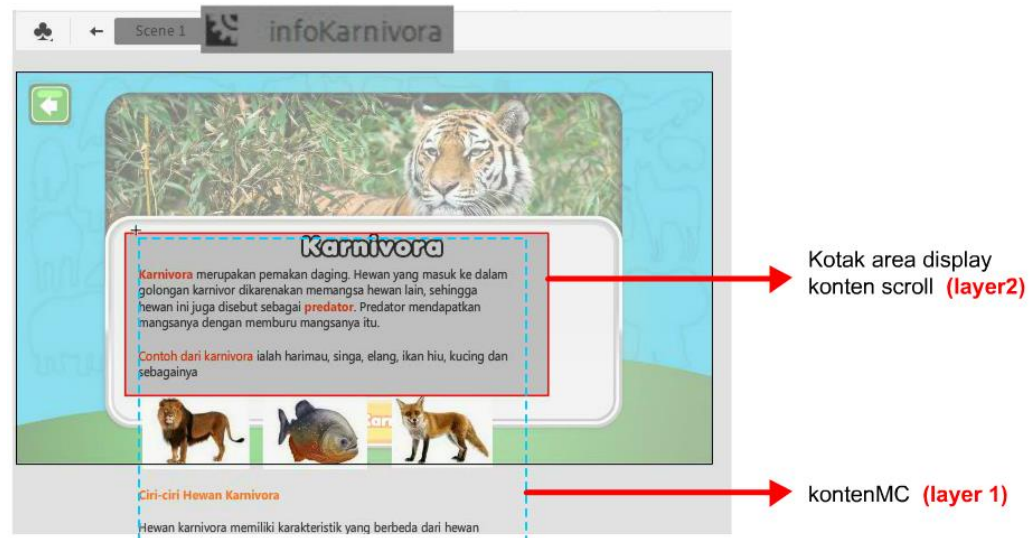 Scene 1 infoKarnivora
Karnivora
Karnivora merupakan pemakan daging. Hewan yang masuk ke dalam
golongan karnivor dikarenakan memangsa hewan lain, sehingga
hewan ini juga disebut sebagai predator. Predator mendapatkan
mangsanya dengan memburu mangsanya itu.
Contoh dari karnivora ialah harimau, singa, elang, ikan hiu, kucing dan
sebagainya
Kotak area display
konten scroll (layer2)
Ciri-ciri Hewan Karnivora
Hewan karnivora memiliki karakteristik yang berbeda dari hewan
kontenMC (layer 1)